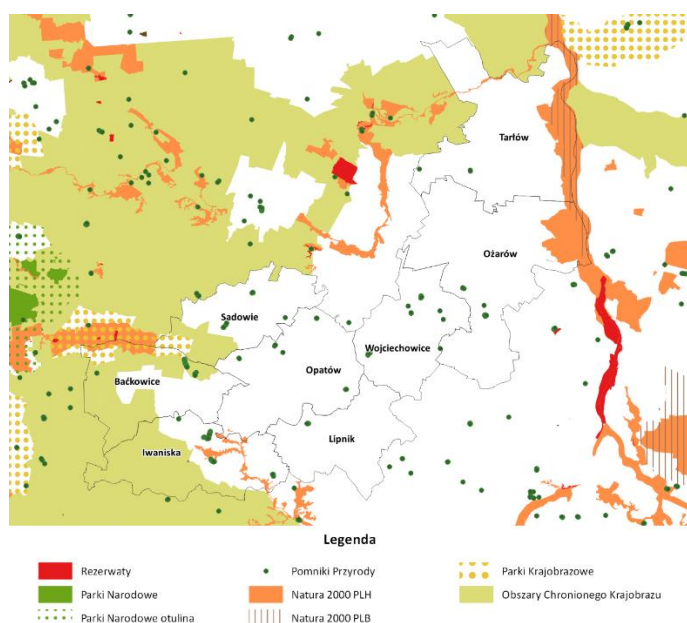 Tarłów
Ożarów
Sadowie
Wojciechowice
Opatów
Baćkowice
Lipnik
Iwaniska
Legenda
Rezerwaty
Pomniki Przyrody
Parki Krajobrazowe
Parki Narodowe
Natura 2000 PLH
Obszary Chronionego Krajobrazu
Parki Narodowe otulina
Natura 2000 PLB